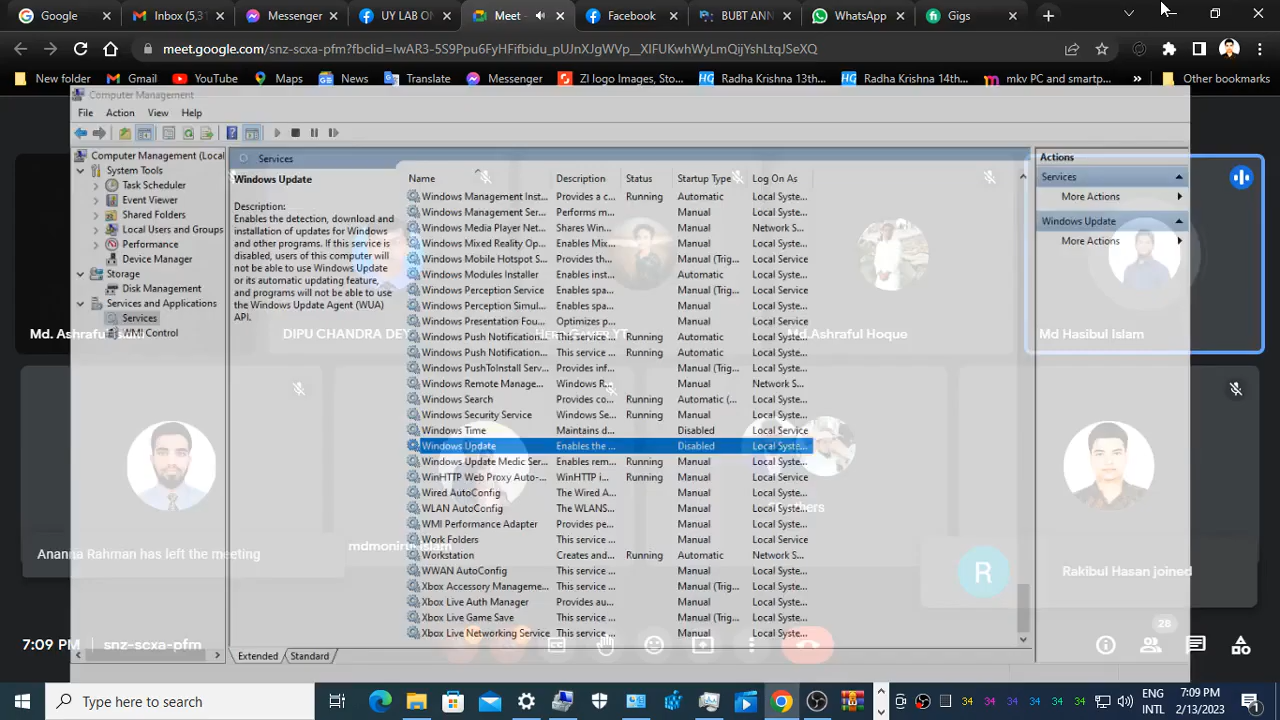 Google
Inbox (5,31
Messenger
UY LAB ON
Meet -
Facebook
BUBT ANN
WhatsApp
Gigs
meet.google.com/snz-scxa-pfm?fbclid=IwAR3-5S9Ppu6FyHFifbidu_pUnXJgWVp__XIFUKwhWyLmQijYshLtqJSeXQ
New folder
Gmail
YouTube
Maps
News
Translate
Messenger
ZI logo Images, Sto...
Radha Krishna 13th...
Radha Krishna 14th...
mkv PC and smartp...
»
Other bookmarks
Computer Management
File Action View Help
Computer Management (Local
System Tools
Task Scheduler
Event Viewer
Shared Folders
Local Users and Groups
Performance
Device Manager
Storage
Disk Management
Services and Applications
Services
WMI Control
Services
Windows Update
Description:
Enables the detection, download and
installation of updates for Windows
and other programs. If this service is
disabled, users of this computer will
not be able to use Windows Update
or its automatic updating feature,
and programs will not be able to use
the Windows Update Agent (WUA)
API.
Name Description Status Startup Type Log On As
Windows Management Inst... Provides a c... Running Automatic Local Syste...
Windows Management Ser... Performs m... Manual Local Syste...
Windows Media Player Net... Shares Win... Manual Network S...
Windows Mixed Reality Op... Enables Mix... Manual Local Syste...
Windows Mobile Hotspot S... Provides th... Manual (Trig... Local Service
Windows Modules Installer Enables inst... Automatic Local Syste...
Windows Perception Service Enables spa... Manual (Trig... Local Service
Windows Perception Simul... Enables spa... Manual Local Syste...
Windows Presentation Fou... Optimizes p... Manual Local Service
Windows Push Notification... This service ... Running Automatic Local Syste...
Windows Push Notification... This service ... Running Automatic Local Syste...
Windows PushToInstall Serv... Provides inf... Manual (Trig... Local Syste...
Windows Remote Manage... Windows R... Manual Network S...
Windows Search Provides co... Running Automatic (... Local Syste...
Windows Security Service Windows Se... Running Manual Local Syste...
Windows Time Maintains d... Disabled Local Service
Windows Update Enables the ... Disabled Local Syste...
Windows Update Medic Ser... Enables rem... Running Manual Local Syste...
WinHTTP Web Proxy Auto-... WinHTTP i... Running Manual Local Service
Wired AutoConfig The Wired A... Manual Local Syste...
WLAN AutoConfig The WLANS... Manual Local Syste...
WMI Performance Adapter Provides pe... Manual Local Syste...
Work Folders This service ... Manual Local Service
Workstation Creates and... Running Automatic Network S...
WWAN AutoConfig This service ... Manual Local Syste...
Xbox Accessory Manageme... This service ... Manual (Trig... Local Syste...
Xbox Live Auth Manager Provides au... Manual Local Syste...
Xbox Live Game Save This service ... Manual (Trig... Local Syste...
Xbox Live Networking Service This service ... Manual Local Syste...
Extended Standard
Actions
Services
More Actions
Windows Update
More Actions
DIPU CHANDRA DEY
Md.Ashraful Hoque
Md Hasibul Islam
Ananna Rahman has left the meeting
others
R
Rakibul Hasan joined
7:09 PM | snz-scxa-pfm
28
Type here to search
34 34 34 34 34
ENG
INTL
7:09 PM
2/13/2023
1